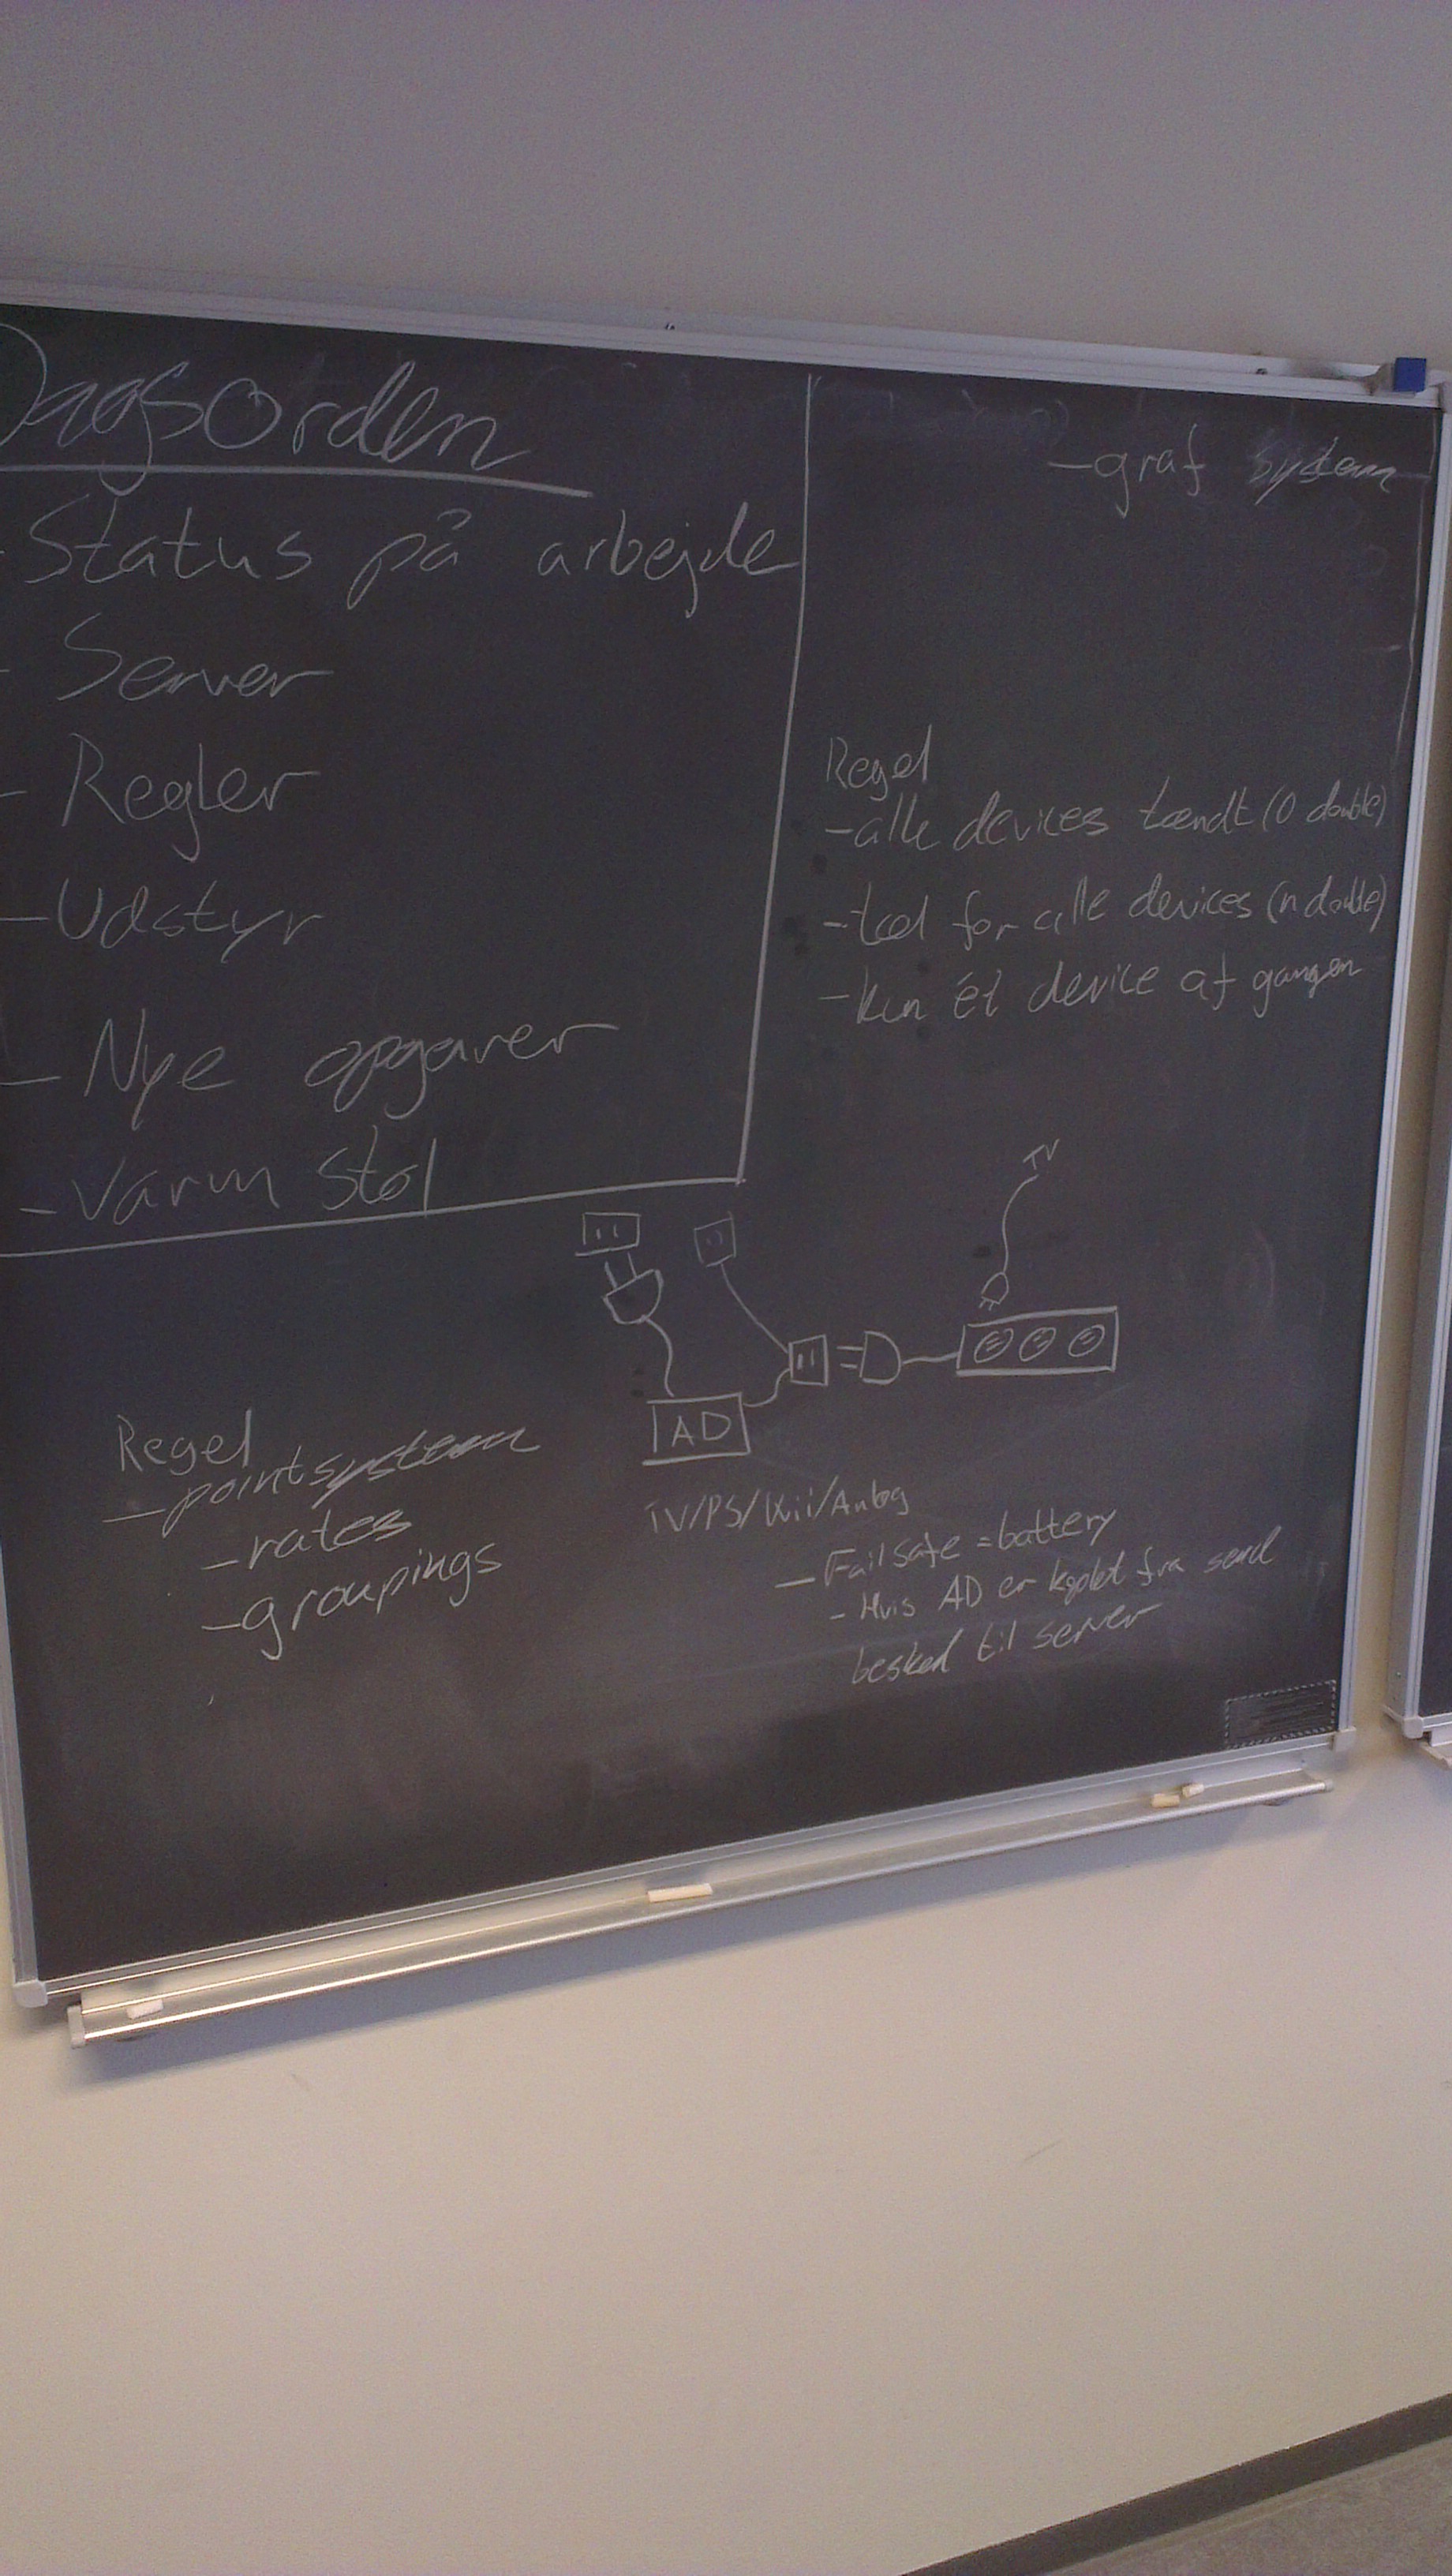 Dagsorden
- Status på arbejde
- Server
- Regler
- Udstyr
- Nye opgaver
- Varm stol
- graf system
Regel
- alle devices tændt (0 double)
- tæl for alle devices (n double)
- kun ét device af gangen
TV
AD
TV/PS/Wii/Anlæg
- Failsafe = battery
- Hvis AD er koblet fra send
besked til server
Regel
- pointsystem
- rates
- groupings